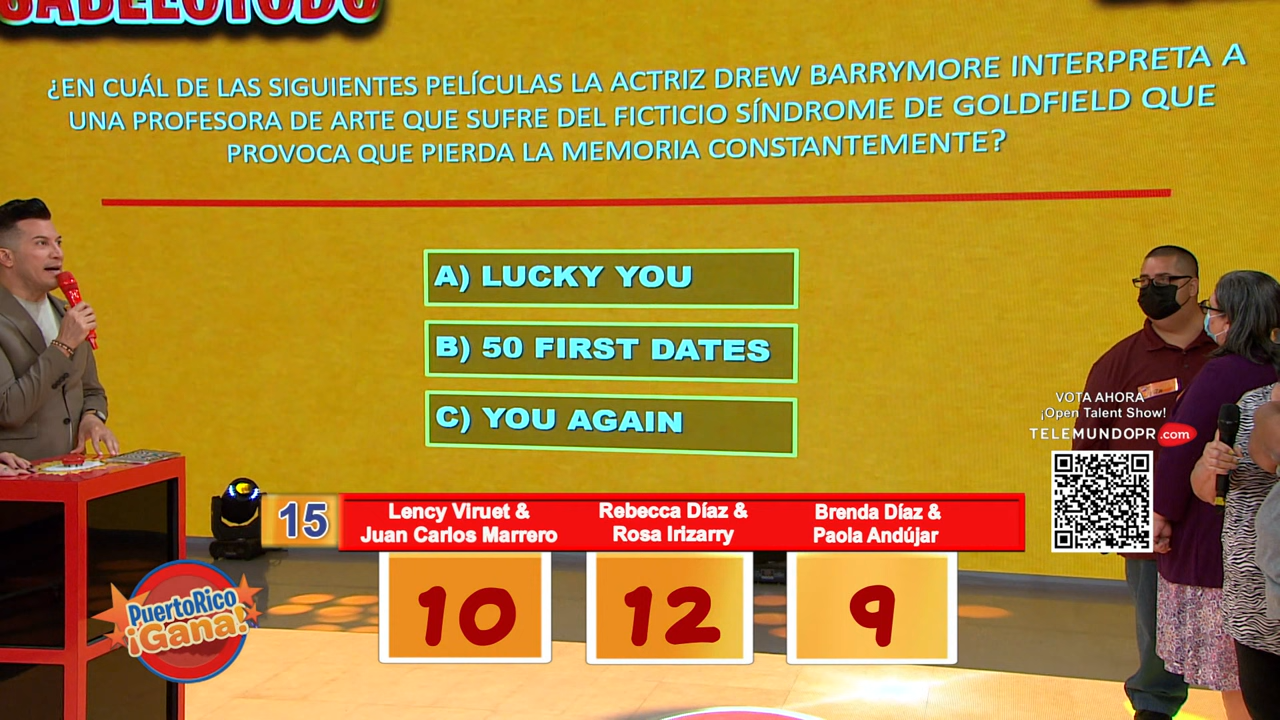 SABELOTODO
¿EN CUÁL DE LAS SIGUIENTES PELÍCULAS LA ACTRIZ DREW BARRYMORE INTERPRETA A
UNA PROFESORA DE ARTE QUE SUFRE DEL FICTICIO SÍNDROME DE GOLDFIELD QUE
PROVOCA QUE PIERDA LA MEMORIA CONSTANTEMENTE?
A) LUCKY YOU
B) 50 FIRST DATES
C) YOU AGAIN
VOTA AHORA
¡Open Talent Show!
TELEMUNDOPR.com
15
Lency Viruet &
Juan Carlos Marrero
Rebecca Díaz &
Rosa Irizarry
Brenda Díaz &
Paola Andújar
10
12
9
PuertoRico
¡Gana!